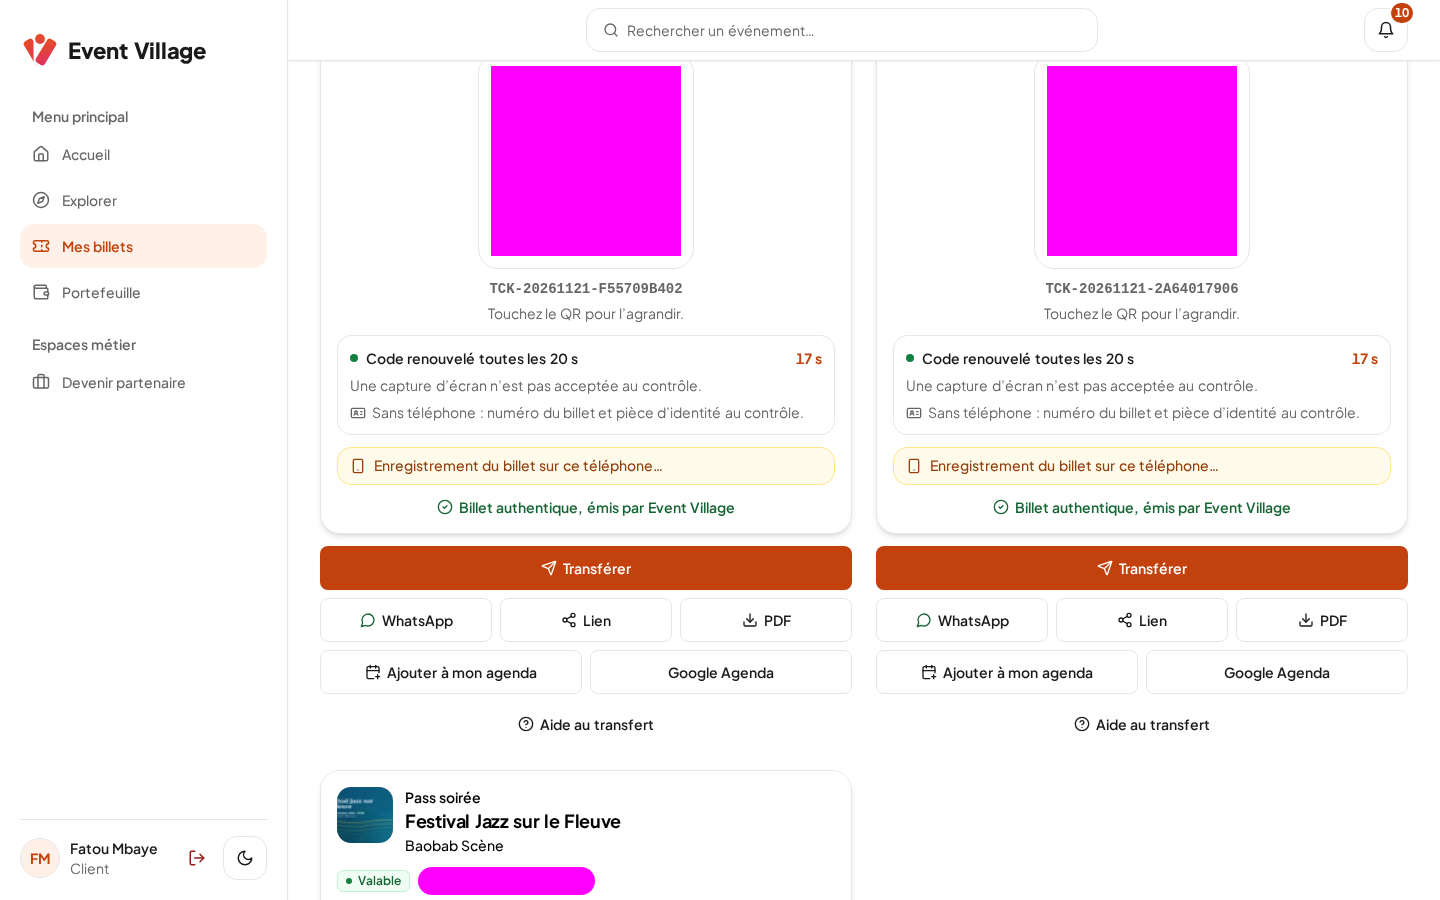 Event Village
Rechercher un événement...
10
Menu principal
Accueil
Explorer
Mes billets
Portefeuille
Espaces métier
Devenir partenaire
FM
Fatou Mbaye
Client
TCK-20261121-F55709B402
Touchez le QR pour l'agrandir.
Code renouvelé toutes les 20 s
17 s
Une capture d'écran n'est pas acceptée au contrôle.
Sans téléphone : numéro du billet et pièce d'identité au contrôle.
Enregistrement du billet sur ce téléphone...
Billet authentique, émis par Event Village
Transférer
WhatsApp
Lien
PDF
Ajouter à mon agenda
Google Agenda
Aide au transfert
TCK-20261121-2A64017906
Touchez le QR pour l'agrandir.
Code renouvelé toutes les 20 s
17 s
Une capture d'écran n'est pas acceptée au contrôle.
Sans téléphone : numéro du billet et pièce d'identité au contrôle.
Enregistrement du billet sur ce téléphone...
Billet authentique, émis par Event Village
Transférer
WhatsApp
Lien
PDF
Ajouter à mon agenda
Google Agenda
Aide au transfert
Pass soirée
Festival Jazz sur le Fleuve
Baobab Scène
Valable